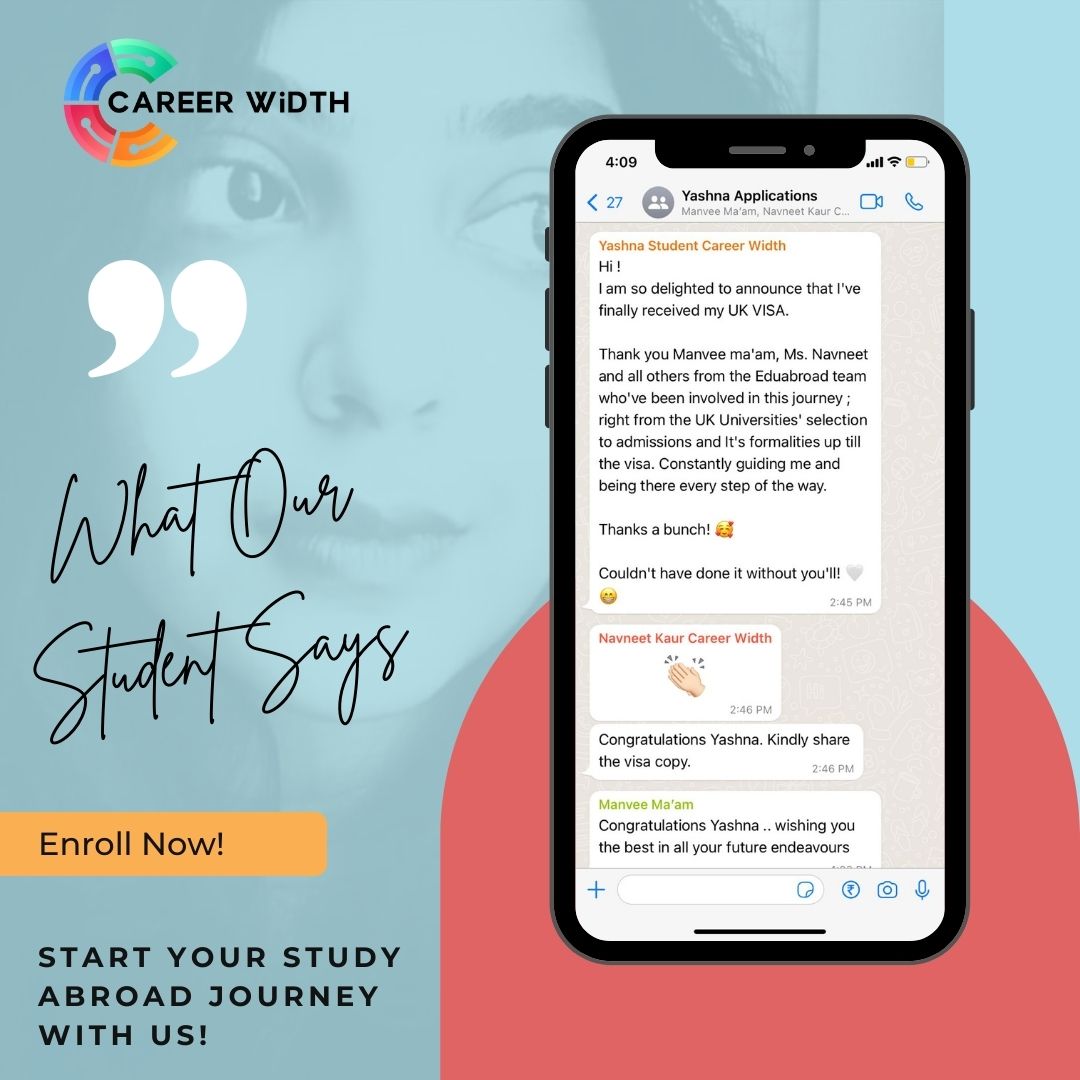 CAREER WiDTH
What Our
Student Says
Enroll Now!
START YOUR STUDY
ABROAD JOURNEY
WITH US!
4:09
27
Yashna Applications
Manvee Ma'am, Navneet Kaur C...
Yashna Student Career Width
Hi !
I am so delighted to announce that I've
finally received my UK VISA.
Thank you Manvee ma'am, Ms. Navneet
and all others from the Eduabroad team
who've been involved in this journey ;
right from the UK Universities' selection
to admissions and It's formalities up till
the visa. Constantly guiding me and
being there every step of the way.
Thanks a bunch! 🥰
Couldn't have done it without you'll! 🤍
😁
2:45 PM
Navneet Kaur Career Width
👏🏻
2:46 PM
Congratulations Yashna. Kindly share
the visa copy.
2:46 PM
Manvee Ma'am
Congratulations Yashna .. wishing you
the best in all your future endeavours